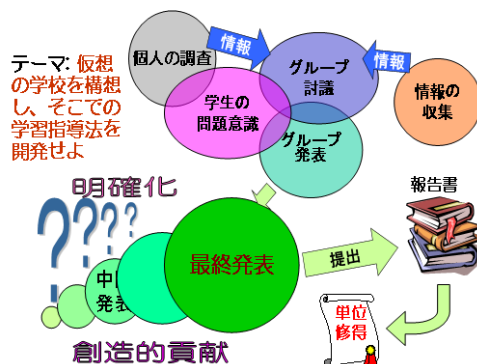 テーマ: 仮想
の学校を構想
し、そこでの
学習指導法を
開発せよ
個人の調査
情報
グループ
討議
情報
情報の
収集
学生の
問題意識
グループ
発表
明確化
????
中
発表
最終発表
提出
報告書
単位
修得
創造的貢献